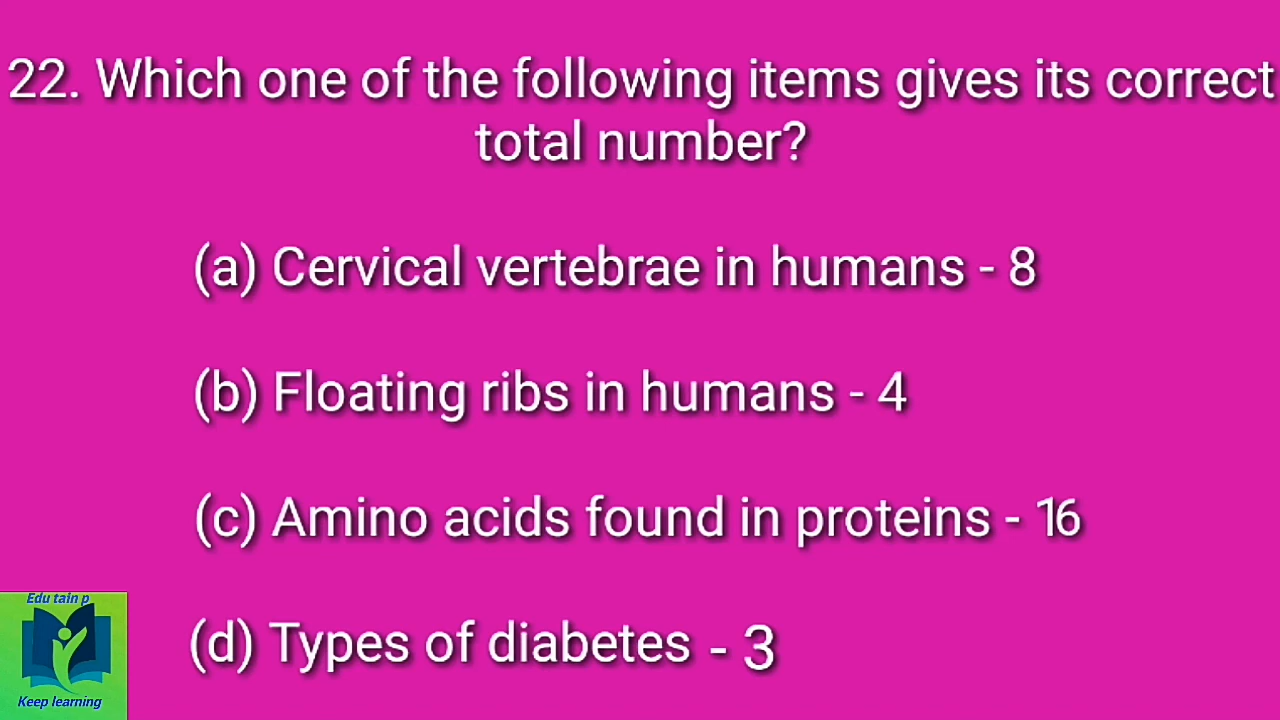 22. Which one of the following items gives its correct
total number?
(a) Cervical vertebrae in humans - 8
(b) Floating ribs in humans - 4
(c) Amino acids found in proteins - 16
(d) Types of diabetes - 3
Edu tain p
Keep learning